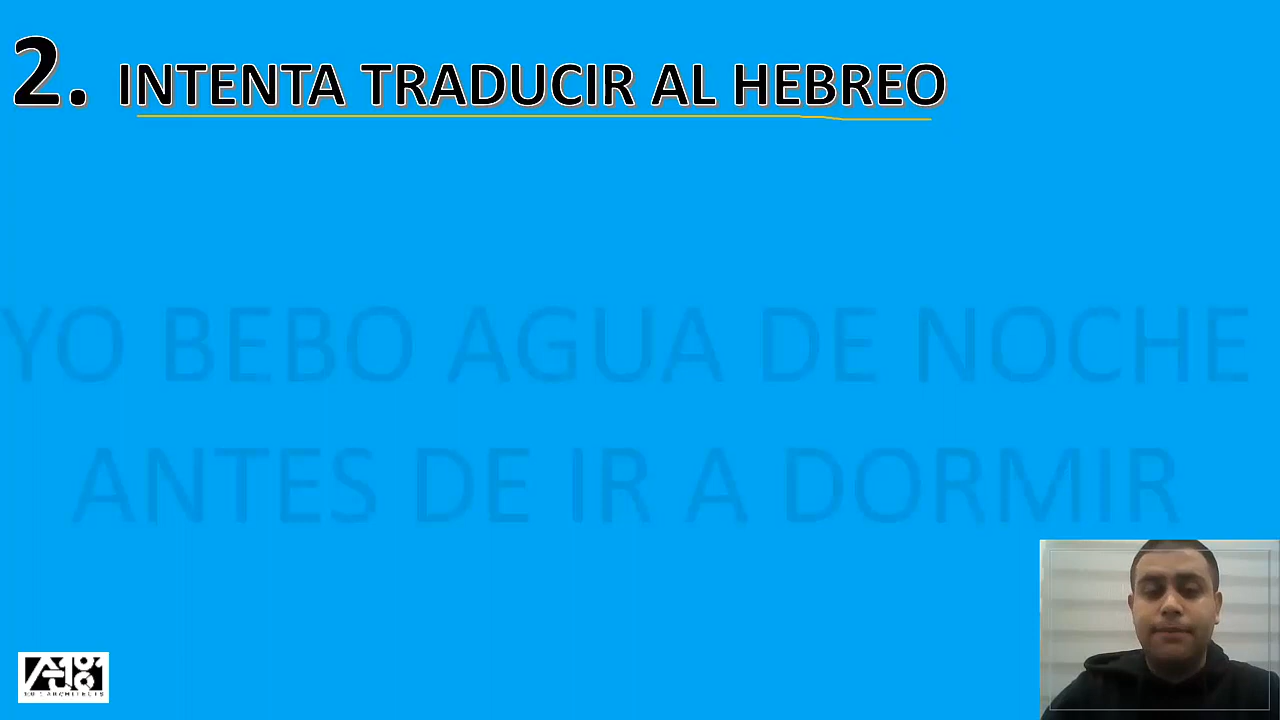 2. INTENTA TRADUCIR AL HEBREO
YO BEBO AGUA DE NOCHE
ANTES DE IR A DORMIR